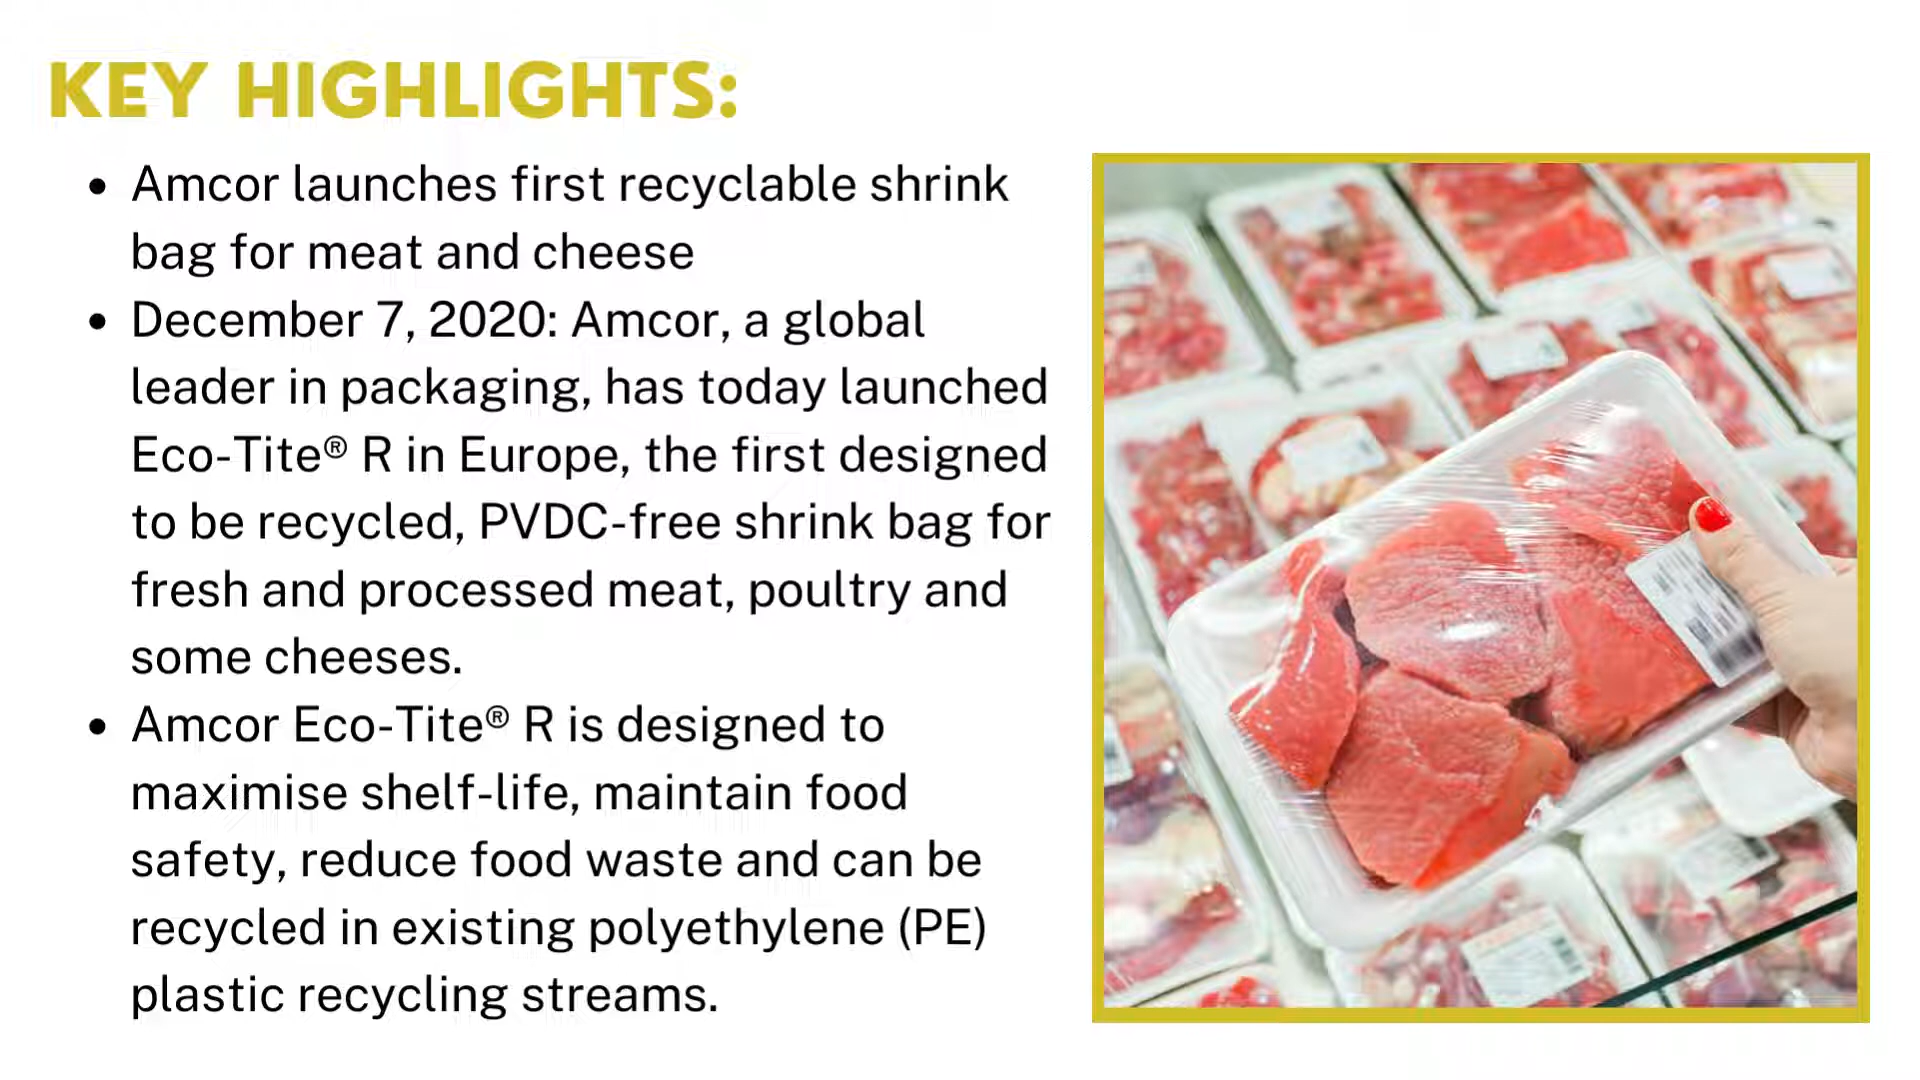 KEY HIGHLIGHTS:
• Amcor launches first recyclable shrink
bag for meat and cheese
• December 7, 2020: Amcor, a global
leader in packaging, has today launched
Eco-Tite® R in Europe, the first designed
to be recycled, PVDC-free shrink bag for
fresh and processed meat, poultry and
some cheeses.
• Amcor Eco-Tite® R is designed to
maximise shelf-life, maintain food
safety, reduce food waste and can be
recycled in existing polyethylene (PE)
plastic recycling streams.